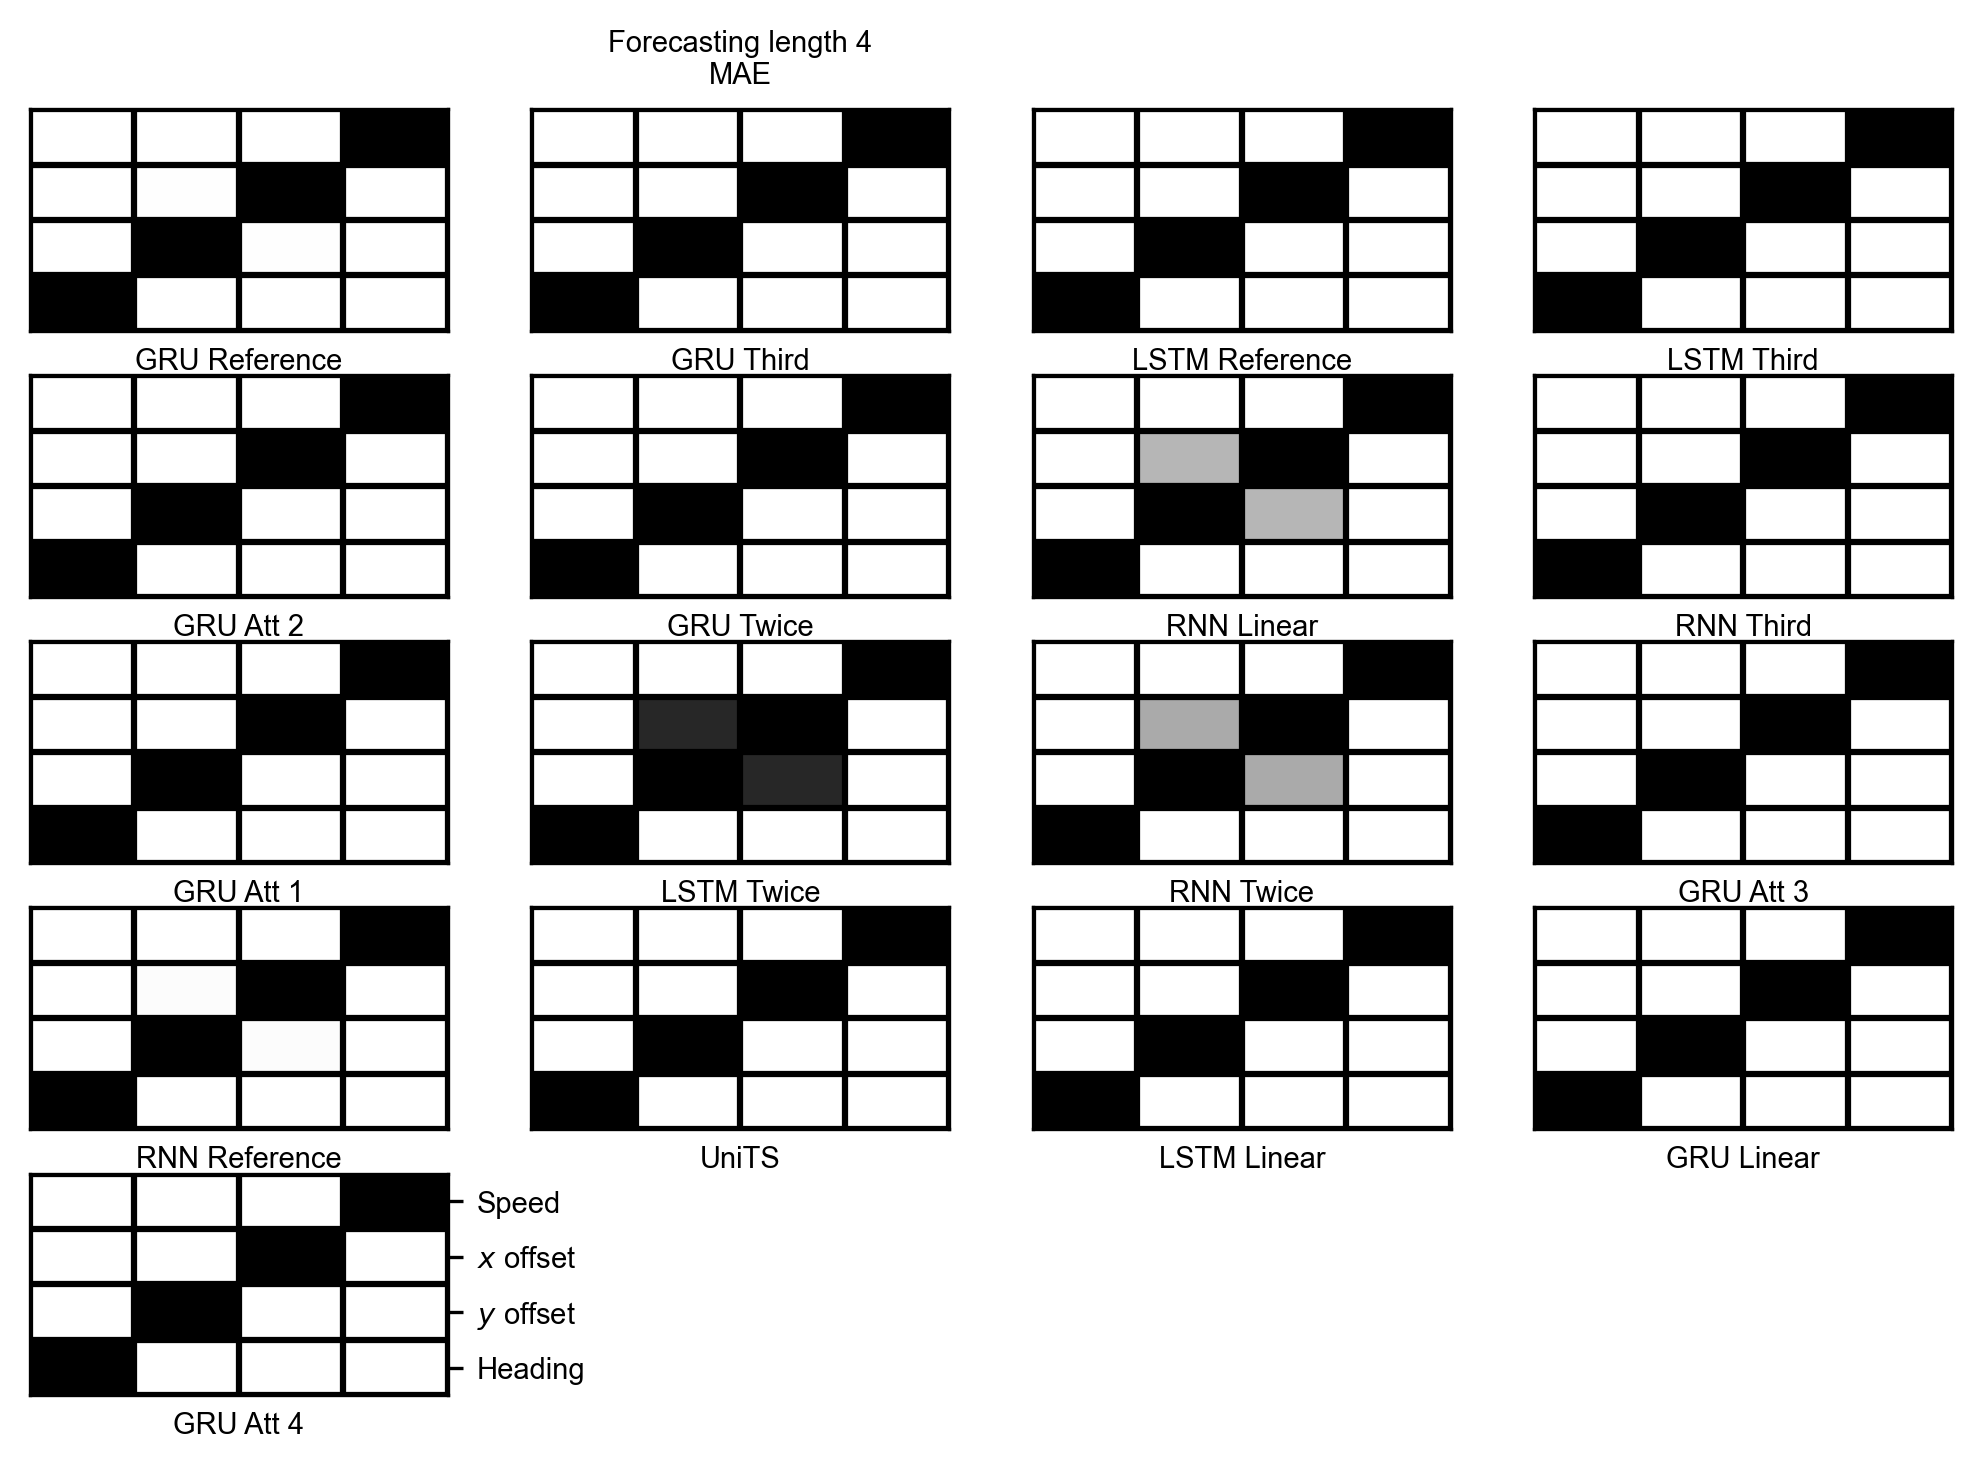 Forecasting length 4
MAE
GRU Reference
GRU Third
LSTM Reference
LSTM Third
GRU Att 2
GRU Twice
RNN Linear
RNN Third
GRU Att 1
LSTM Twice
RNN Twice
GRU Att 3
RNN Reference
UniTS
LSTM Linear
GRU Linear
Speed
x offset
y offset
Heading
GRU Att 4